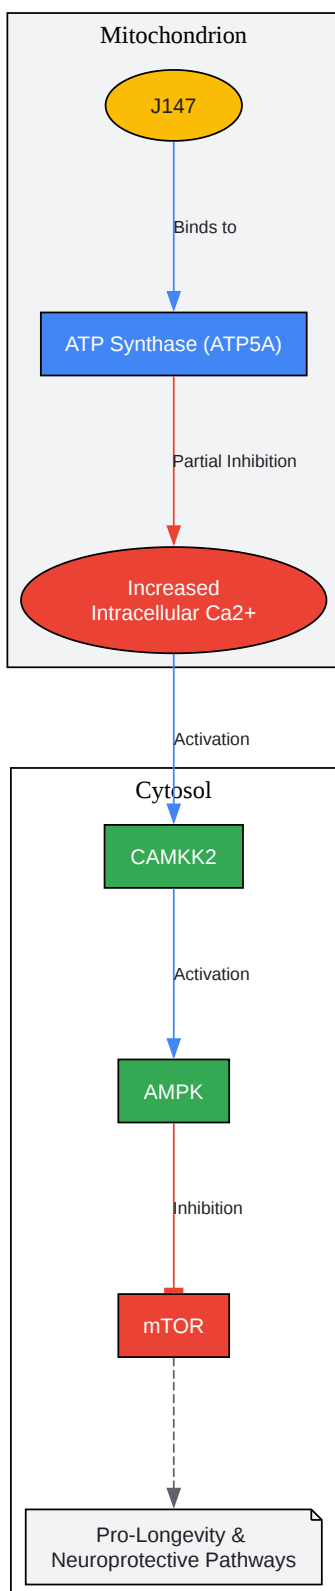 Mitochondrion
J147
Binds to
ATP Synthase (ATP5A)
Partial Inhibition
Increased
Intracellular Ca2+
Activation
Cytosol
CAMKK2
Activation
AMPK
Inhibition
mTOR
Pro-Longevity &
Neuroprotective Pathways